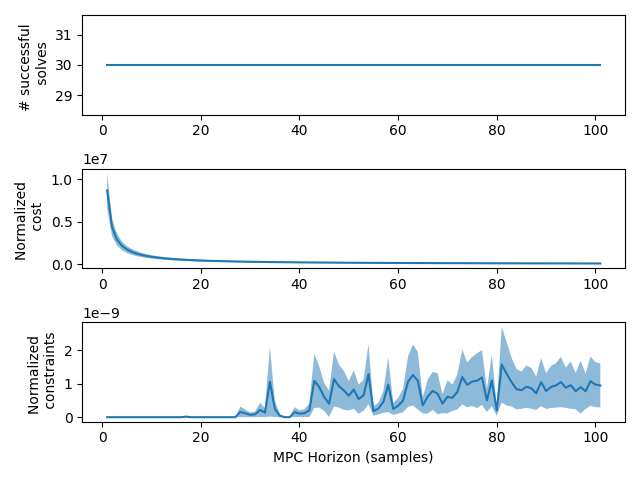 # successful
solves
31
30
29
0 20 40 60 80 100
1e7
Normalized
cost
1.0
0.5
0.0
0 20 40 60 80 100
1e−9
Normalized
constraints
2
1
0
0 20 40 60 80 100
MPC Horizon (samples)